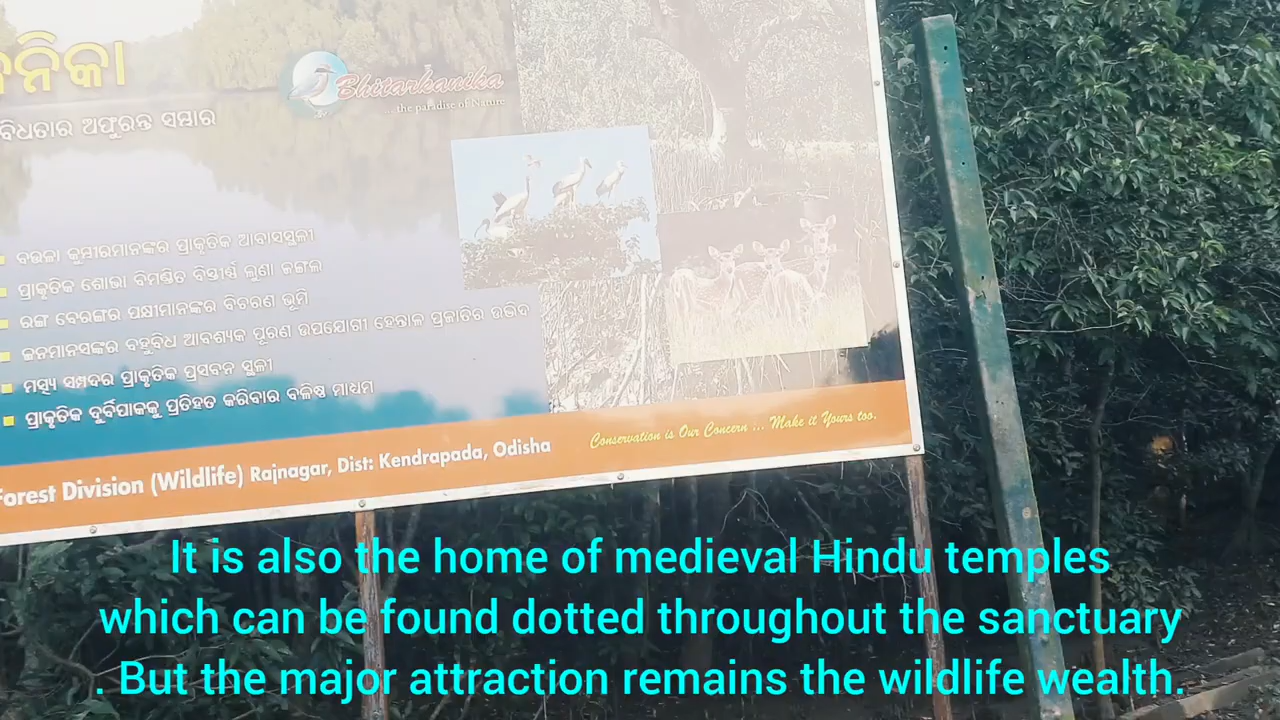 Bhitarkanika
...the paradise of Nature
ଅଫୁରନ୍ତ ସମ୍ଭାର
ବଉଳା କୁମ୍ଭୀରମାନଙ୍କର ପ୍ରାକୃତିକ ଆବାସସ୍ଥଳୀ
ପ୍ରାକୃତିକ ଶୋଭା ବିମଣ୍ଡିତ ବିସ୍ତୀର୍ଣ୍ଣ ଲୁଣା ଜଙ୍ଗଲ
ରଙ୍ଗ ବେରଙ୍ଗର ପକ୍ଷୀମାନଙ୍କର ବିଚରଣ ଭୂମି
ଜନମାନସଙ୍କର ବହୁବିଧ ଆବଶ୍ୟକ ପୂରଣ ଉପଯୋଗୀ ହେନ୍ତାଳ ପ୍ରଜାତିର ଉଦ୍ଭିଦ
ମତ୍ସ୍ୟ ସମ୍ପଦର ପ୍ରାକୃତିକ ପ୍ରସବନ ସ୍ଥଳୀ
ପ୍ରାକୃତିକ ଦୁର୍ବିପାକକୁ ପ୍ରତିହତ କରିବାର ବଳିଷ୍ଠ ମାଧ୍ୟମ
Forest Division (Wildlife) Rajnagar, Dist: Kendrapada, Odisha
Conservation is Our Concern ... Make it Yours too.
It is also the home of medieval Hindu temples
which can be found dotted throughout the sanctuary
. But the major attraction remains the wildlife wealth.